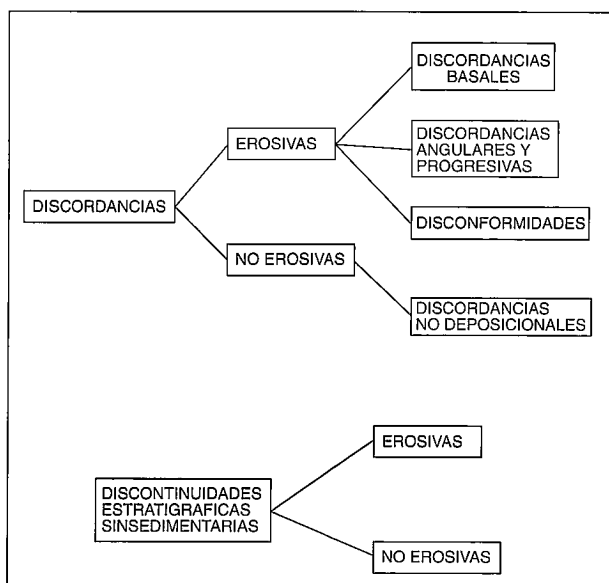 DISCORDANCIAS
EROSIVAS
DISCORDANCIAS
BASALES
DISCORDANCIAS
ANGULARES Y
PROGRESIVAS
DISCONFORMIDADES
NO EROSIVAS
DISCORDANCIAS
NO DEPOSICIONALES
DISCONTINUIDADES
ESTRATIGRAFICAS
SINSEDIMENTARIAS
EROSIVAS
NO EROSIVAS